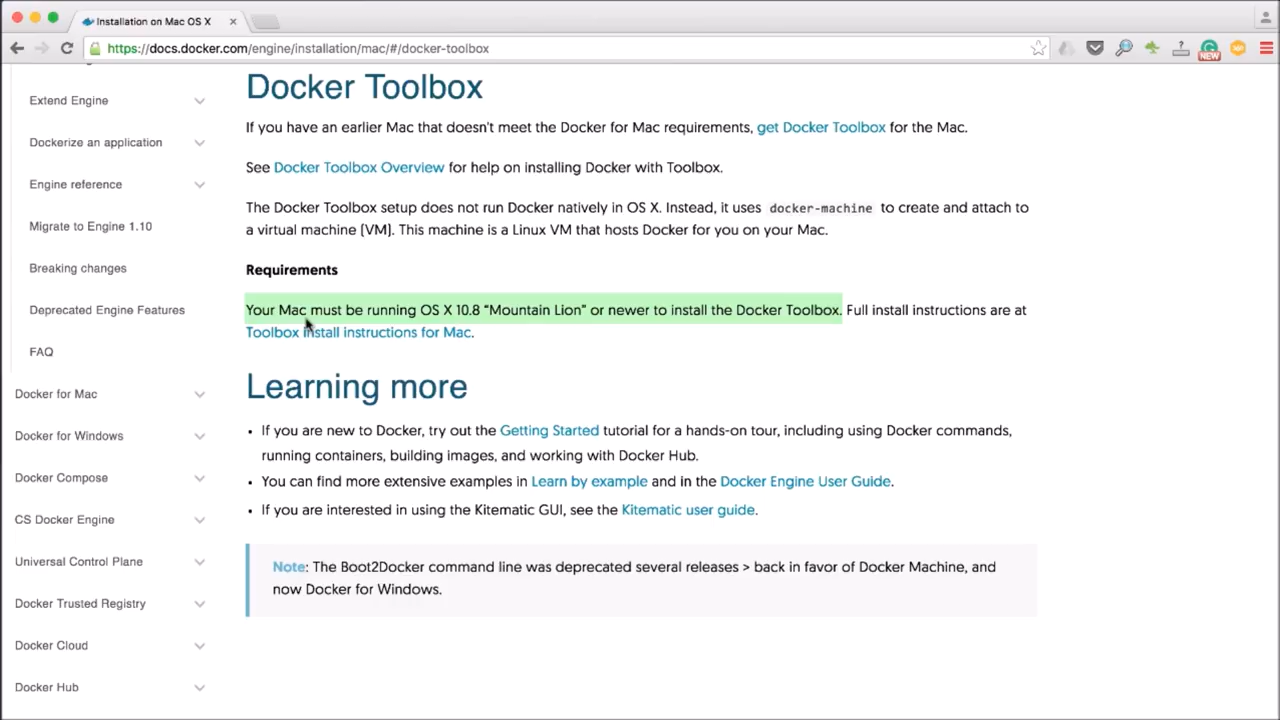 Installation on Mac OS X
https://docs.docker.com/engine/installation/mac/#/docker-toolbox
NEW
Extend Engine
Dockerize an application
Engine reference
Migrate to Engine 1.10
Breaking changes
Deprecated Engine Features
FAQ
Docker for Mac
Docker for Windows
Docker Compose
CS Docker Engine
Universal Control Plane
Docker Trusted Registry
Docker Cloud
Docker Hub
Docker Toolbox
If you have an earlier Mac that doesn't meet the Docker for Mac requirements, get Docker Toolbox for the Mac.
See Docker Toolbox Overview for help on installing Docker with Toolbox.
The Docker Toolbox setup does not run Docker natively in OS X. Instead, it uses docker-machine to create and attach to
a virtual machine (VM). This machine is a Linux VM that hosts Docker for you on your Mac.
Requirements
Your Mac must be running OS X 10.8 “Mountain Lion” or newer to install the Docker Toolbox. Full install instructions are at
Toolbox install instructions for Mac.
Learning more
• If you are new to Docker, try out the Getting Started tutorial for a hands-on tour, including using Docker commands,
running containers, building images, and working with Docker Hub.
• You can find more extensive examples in Learn by example and in the Docker Engine User Guide.
• If you are interested in using the Kitematic GUI, see the Kitematic user guide.
Note: The Boot2Docker command line was deprecated several releases > back in favor of Docker Machine, and
now Docker for Windows.